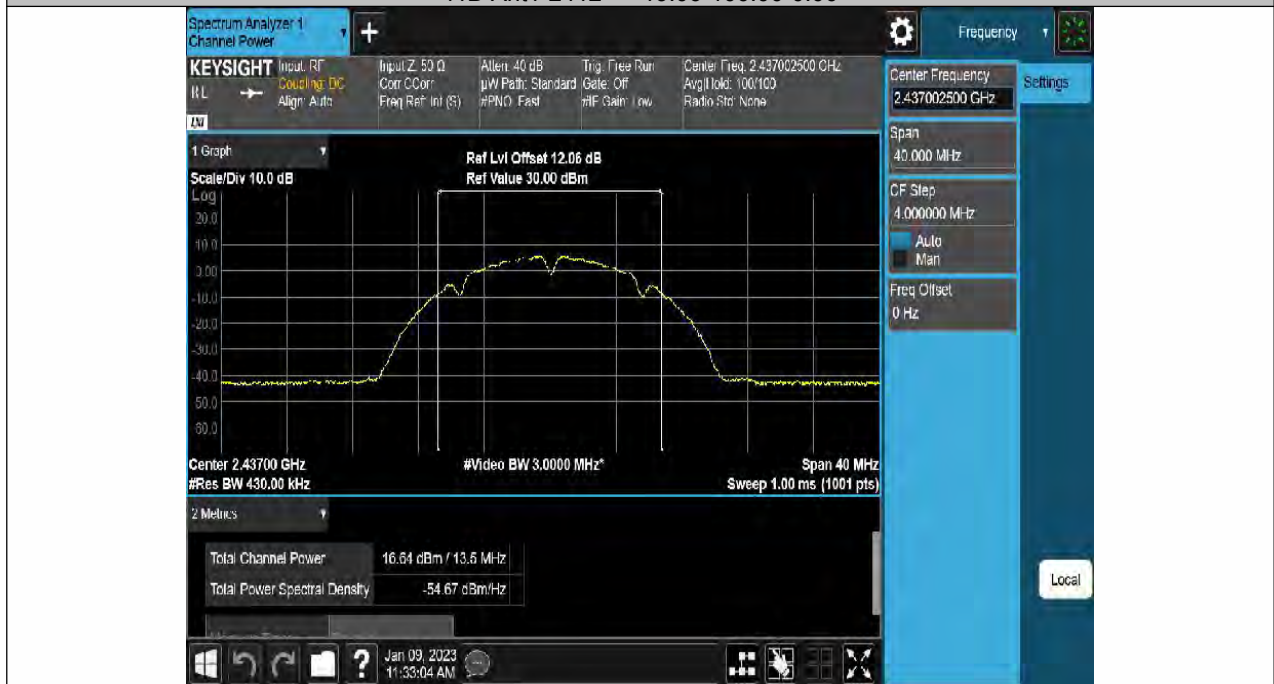 Spectrum Analyzer 1
Channel Power
Frequency
KEYSIGHT Input: RF
Coupling: DC
Align: Auto
Input Z: 50 Ω
Corr CCorr
Freq Ref: Int (S)
Atten: 40 dB
µW Path: Standard
#PNO: Fast
Trig: Free Run
Gate: Off
#IF Gain: Low
Center Freq: 2.437002500 GHz
Avg|Hold: 100/100
Radio Std: None
Center Frequency
2.437002500 GHz
Settings
Span
40.000 MHz
CF Step
4.000000 MHz
Auto
Man
Freq Offset
0 Hz
Local
1 Graph
Scale/Div 10.0 dB
Ref Lvl Offset 12.06 dB
Ref Value 30.00 dBm
Log
20.0
10.0
0.00
-10.0
-20.0
-30.0
-40.0
50.0
60.0
Center 2.43700 GHz
#Res BW 430.00 kHz
#Video BW 3.0000 MHz*
Span 40 MHz
Sweep 1.00 ms (1001 pts)
2 Metrics
Total Channel Power 16.64 dBm / 13.5 MHz
Total Power Spectral Density -54.67 dBm/Hz
? Jan 09, 2023
11:33:04 AM